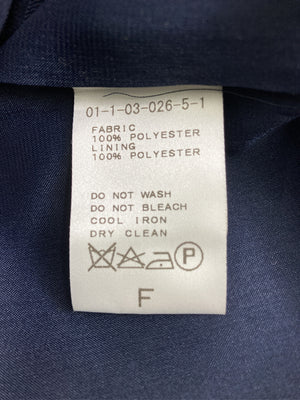 01-1-03-026-5-1
FABRIC
100% POLYESTER
LINING
100% POLYESTER
DO NOT WASH
DO NOT BLEACH
COOL IRON
DRY CLEAN
P
F